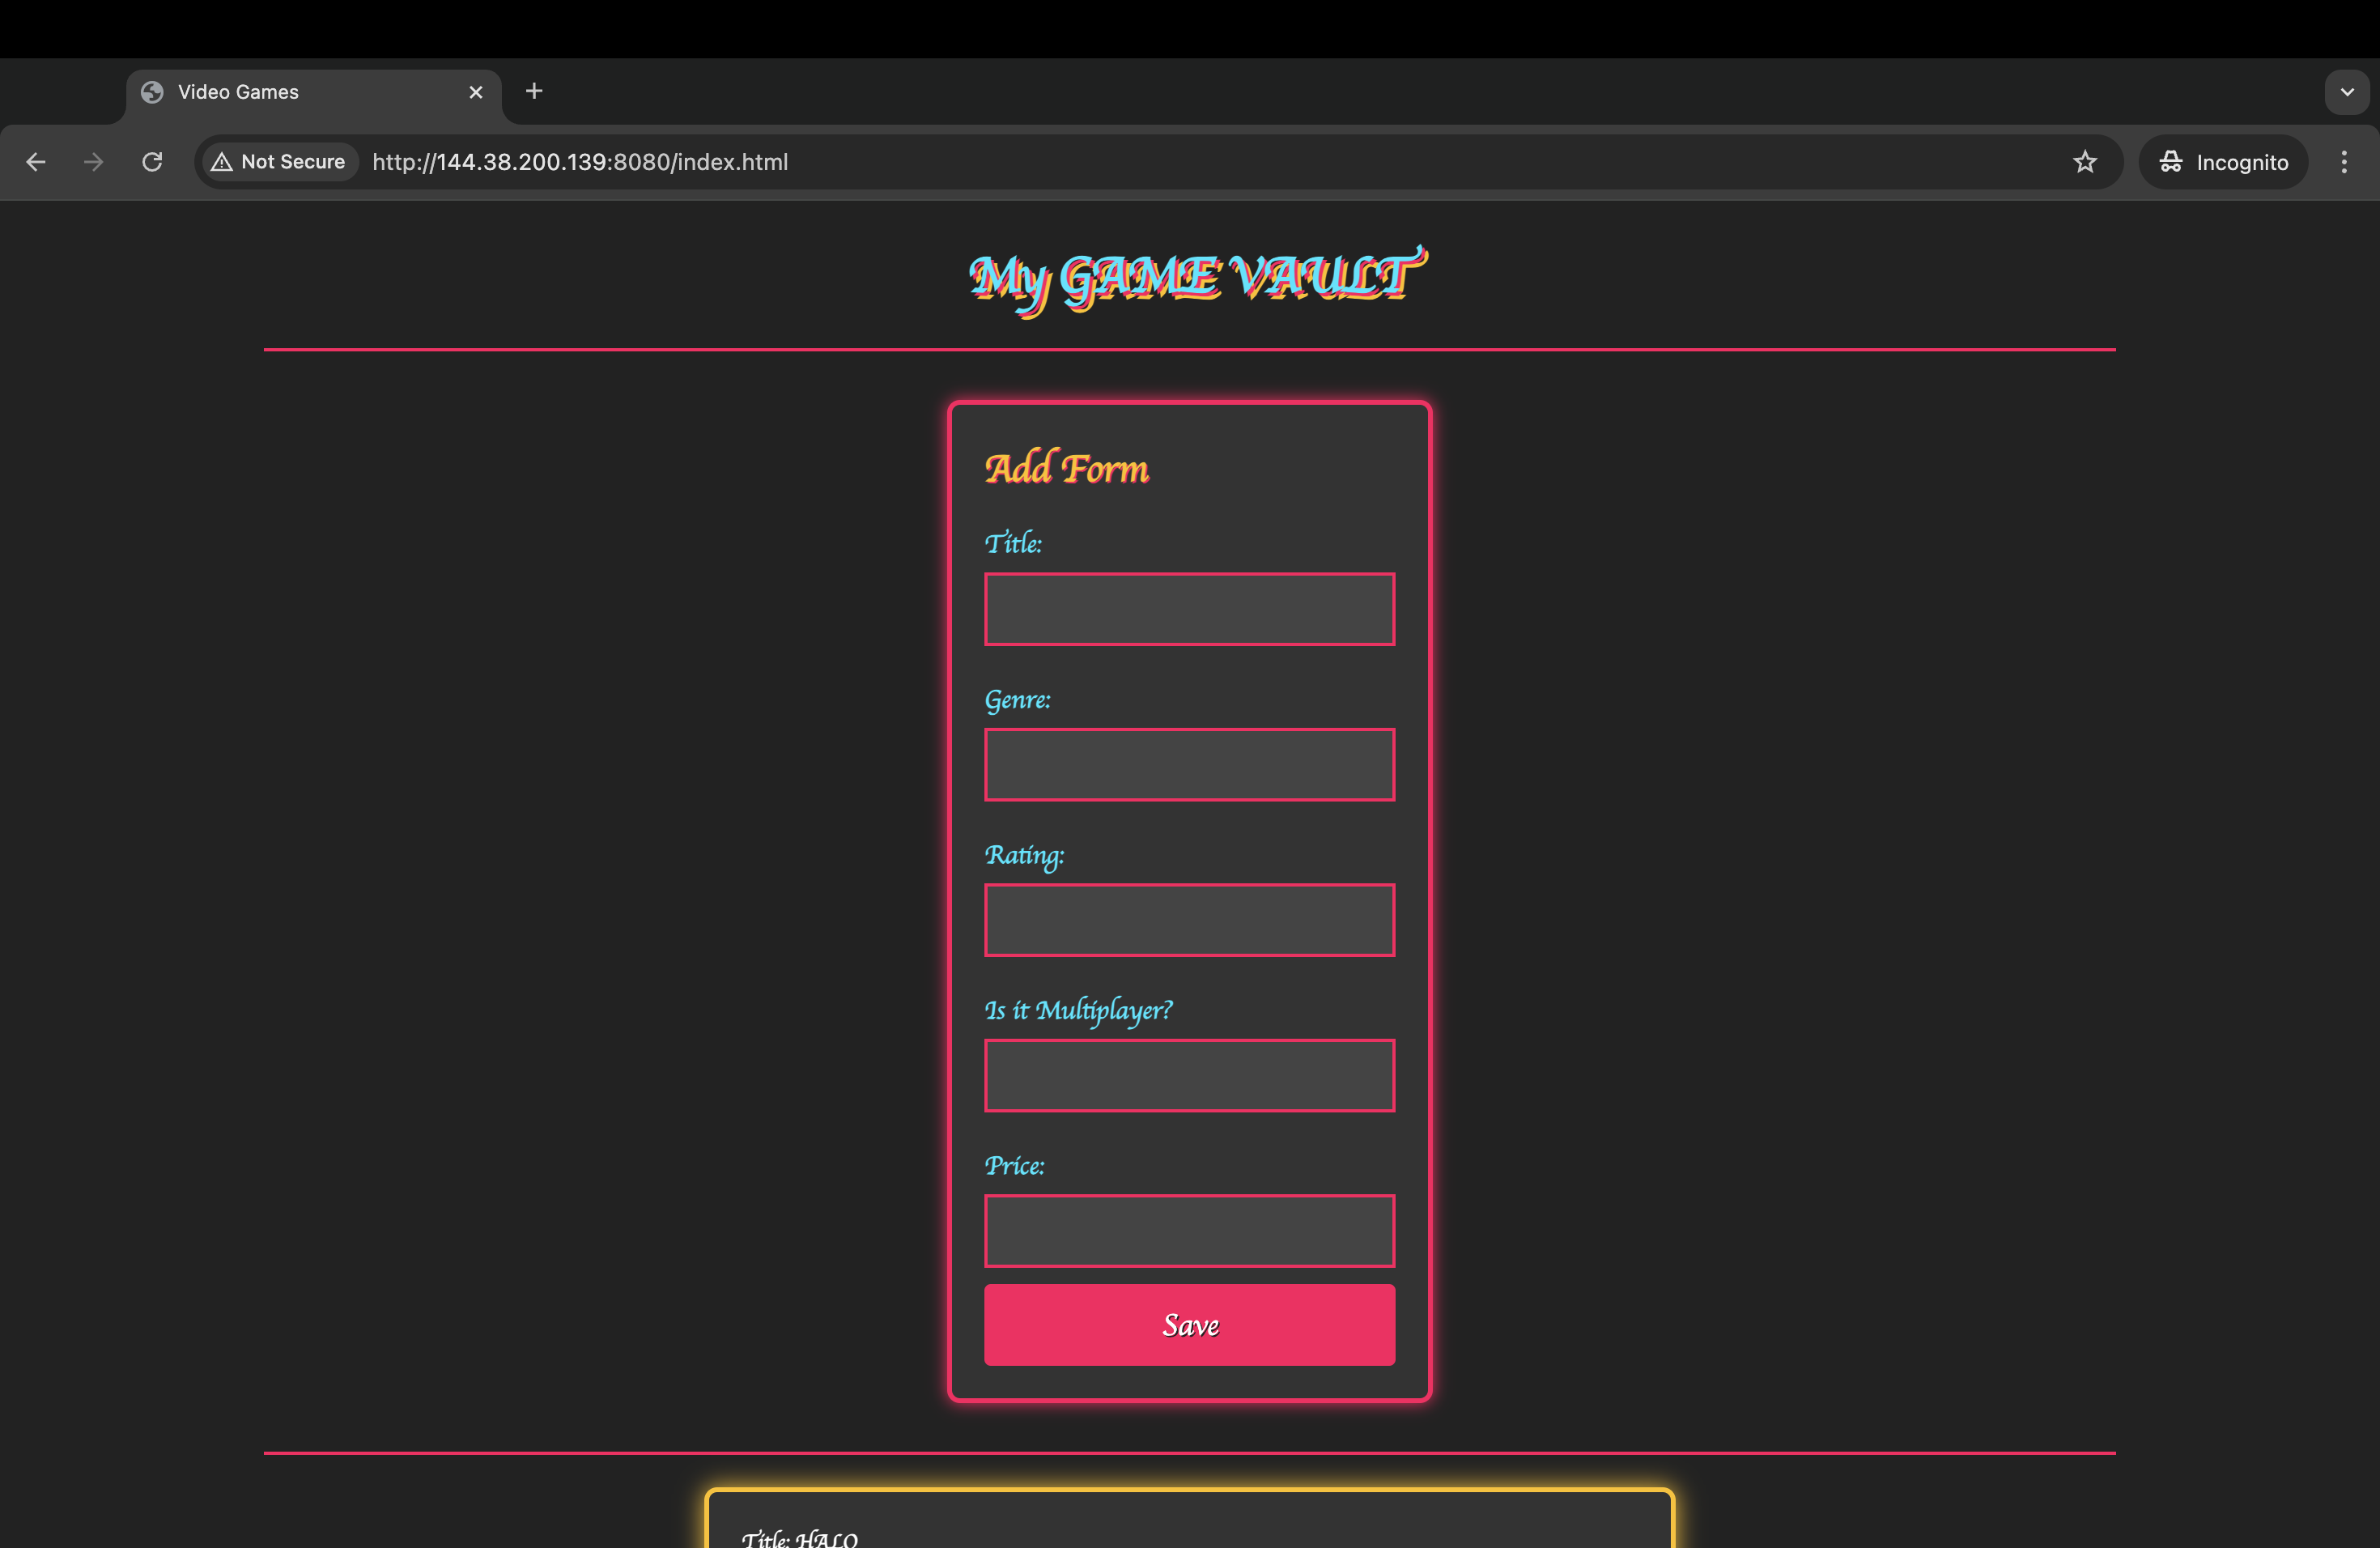 Video Games
Not Secure http://144.38.200.139:8080/index.html Incognito
My GAME VAULT
Add Form
Title:
Genre:
Rating:
Is it Multiplayer?
Price:
Save
Title: HALO